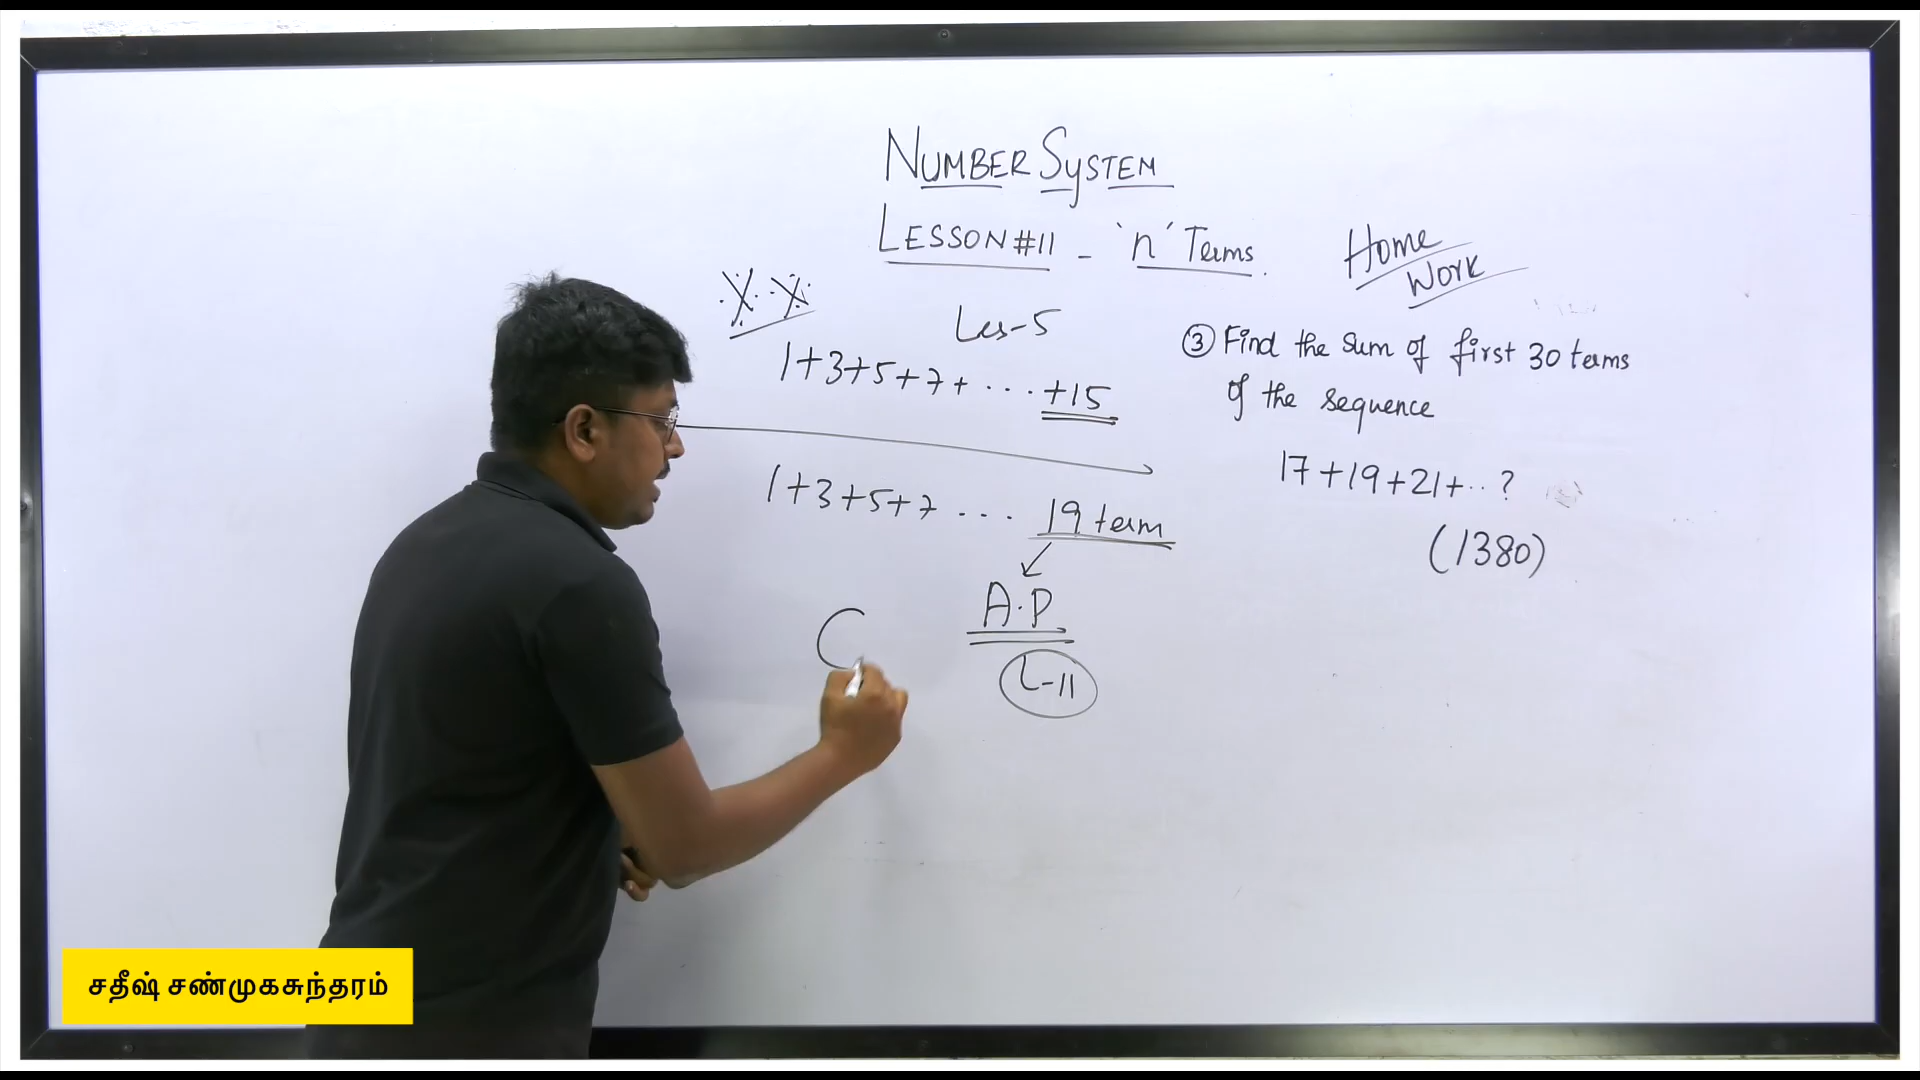 NUMBER SYSTEM
LESSON #11 - 'n' Terms.
Les-5
1+3+5+7+ ... +15
1+3+5+7 ... 19 term
A.P
L-11
C
Home
Work
③ Find the sum of first 30 terms
of the sequence
17+19+21+..?
(1380)
சதீஷ் சண்முகசுந்தரம்